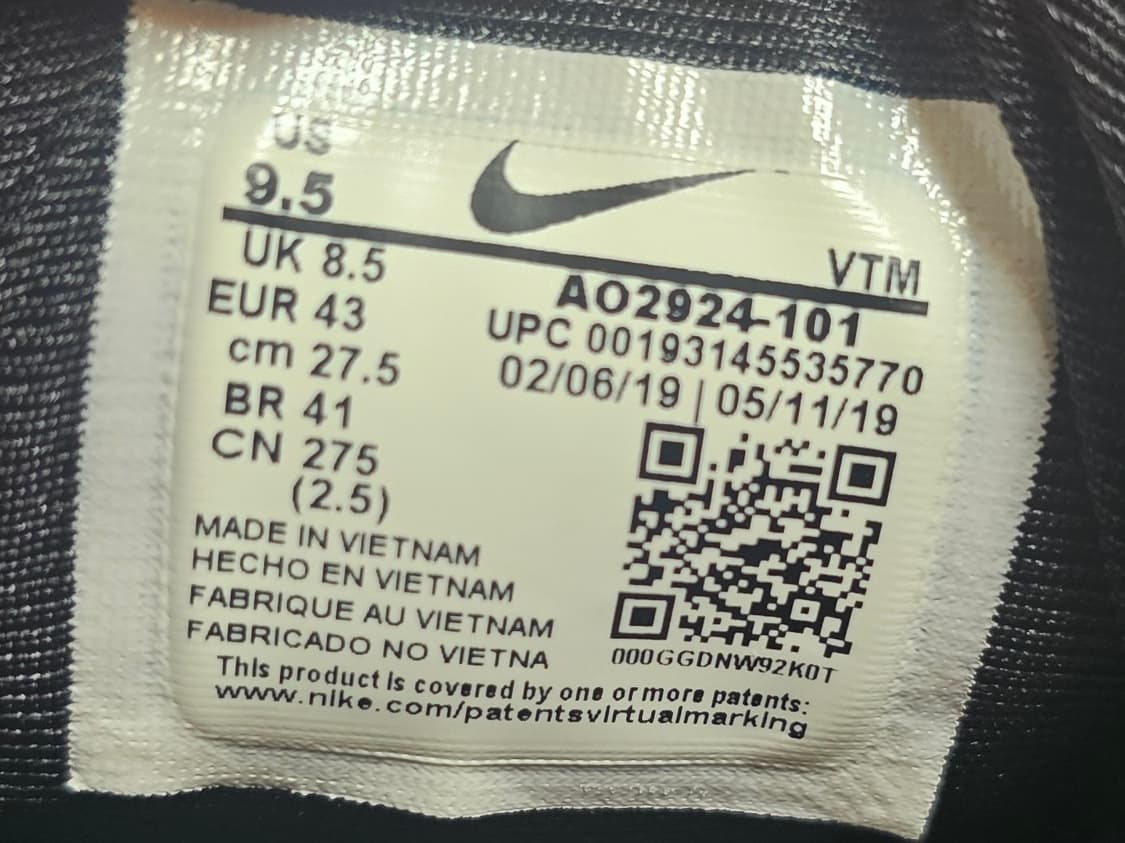 US
9.5
VTM
UK 8.5
AO2924-101
EUR 43
UPC 00193145535770
cm 27.5
02/06/19 | 05/11/19
BR 41
CN 275
(2.5)
MADE IN VIETNAM
HECHO EN VIETNAM
FABRIQUE AU VIETNAM
FABRICADO NO VIETNA
000GGDNW92K0T
This product is covered by one or more patents:
www.nike.com/patentsvirtualmarking